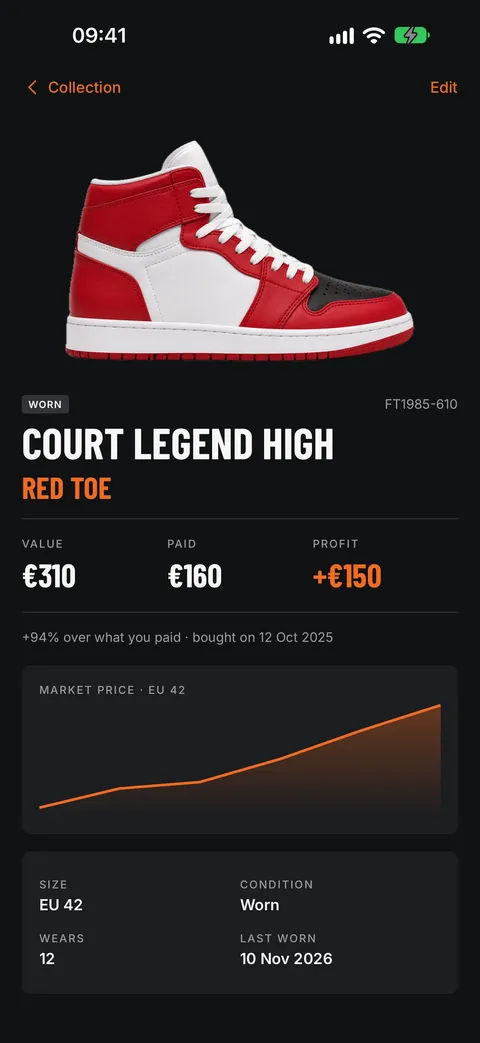 09:41
Collection
Edit
WORN
FT1985-610
COURT LEGEND HIGH
RED TOE
VALUE
PAID
PROFIT
€310
€160
+€150
+94% over what you paid · bought on 12 Oct 2025
MARKET PRICE · EU 42
SIZE
CONDITION
EU 42
Worn
WEARS
LAST WORN
12
10 Nov 2026